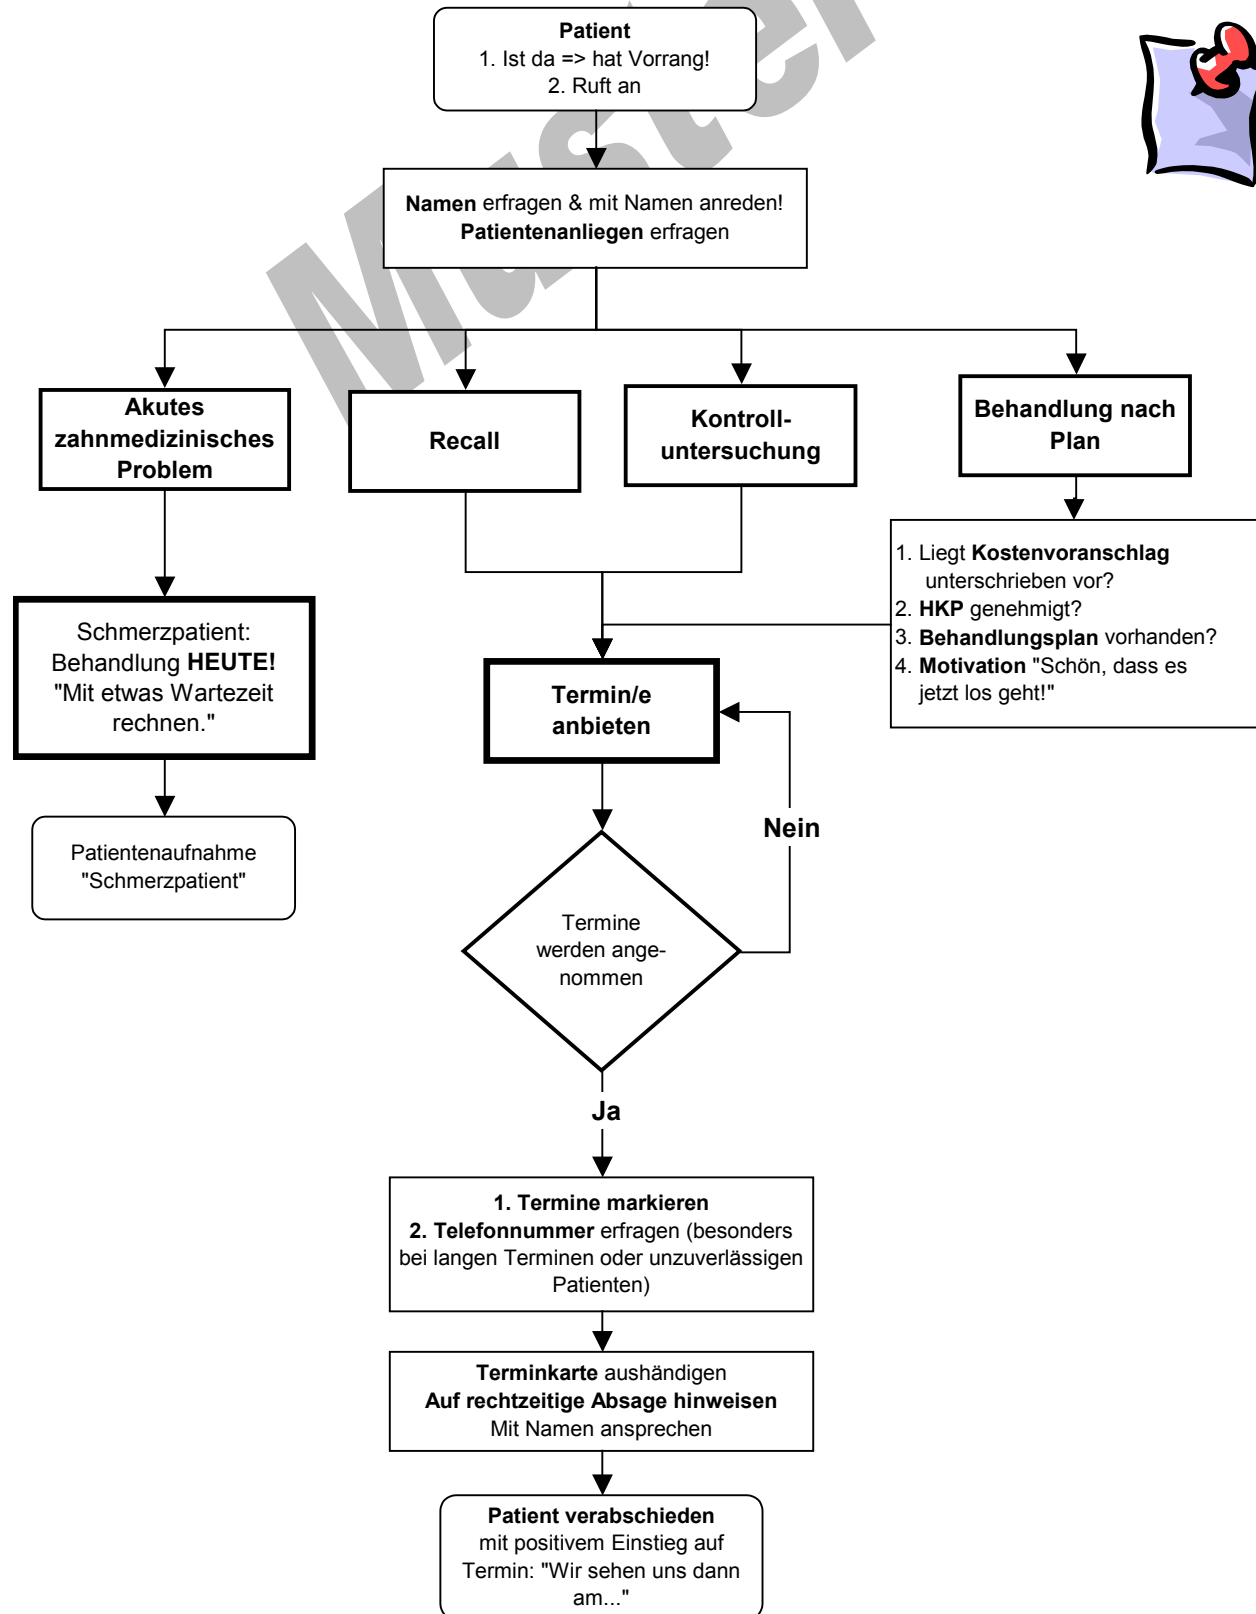 Muster
Patient
1. Ist da => hat Vorrang!
2. Ruft an
Namen erfragen & mit Namen anreden!
Patientenanliegen erfragen
Akutes
zahnmedizinisches
Problem
Recall
Kontroll-
untersuchung
Behandlung nach
Plan
Schmerzpatient:
Behandlung HEUTE!
"Mit etwas Wartezeit
rechnen."
1. Liegt Kostenvoranschlag
unterschrieben vor?
2. HKP genehmigt?
3. Behandlungsplan vorhanden?
4. Motivation "Schön, dass es
jetzt los geht!"
Termin/e
anbieten
Patientenaufnahme
"Schmerzpatient"
Nein
Termine
werden ange-
nommen
Ja
1. Termine markieren
2. Telefonnummer erfragen (besonders
bei langen Terminen oder unzuverlässigen
Patienten)
Terminkarte aushändigen
Auf rechtzeitige Absage hinweisen
Mit Namen ansprechen
Patient verabschieden
mit positivem Einstieg auf
Termin: "Wir sehen uns dann
am..."